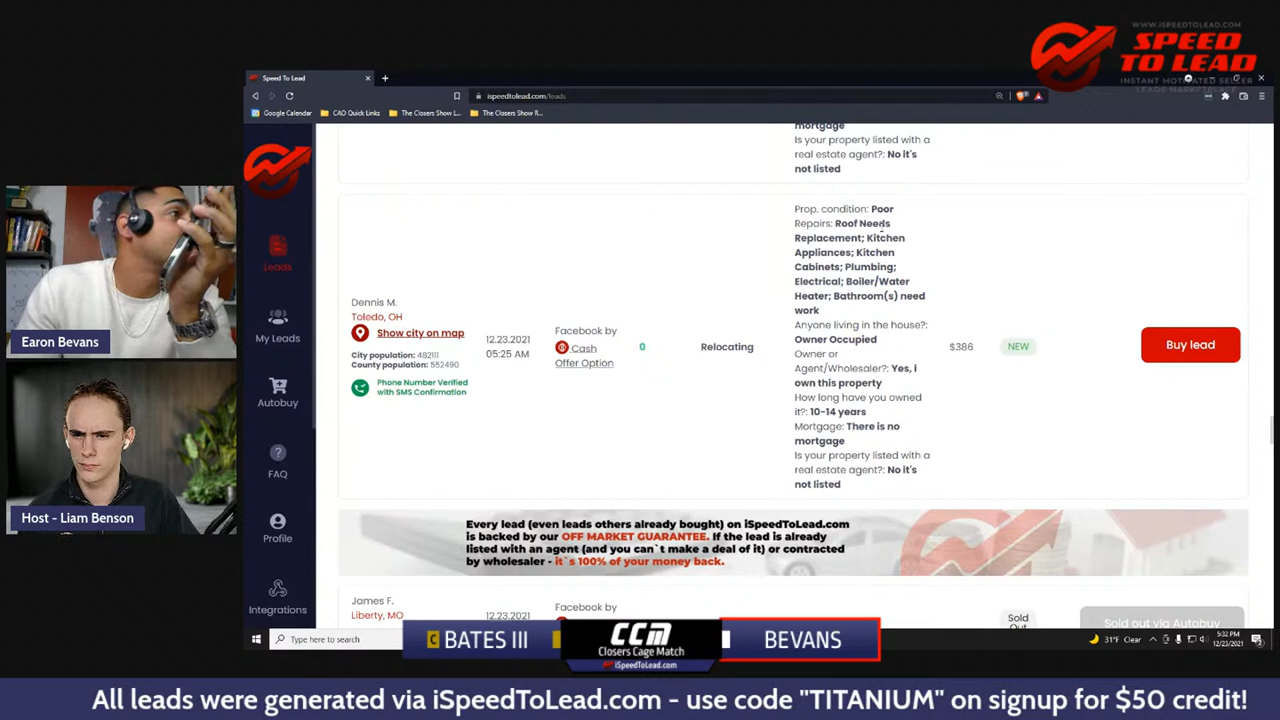 WWW.ISPEEDTOLEAD.COM
SPEED
TO LEAD
INSTANT MOTIVATED SELLER
LEADS MARKETPLACE
Speed To Lead
ispeedtolead.com/leads
Google Calendar
CAO Quick Links
The Closers Show L...
The Closers Show R...
mortgage
Is your property listed with a
real estate agent?: No it's
not listed
Leads
My Leads
Autobuy
FAQ
Profile
Integrations
Dennis M.
Toledo, OH
Show city on map
City population: 482111
County population: 552490
Phone Number Verified
with SMS Confirmation
12.23.2021
05:25 AM
Facebook by
Cash
Offer Option
0
Relocating
Prop. condition: Poor
Repairs: Roof Needs
Replacement; Kitchen
Appliances; Kitchen
Cabinets; Plumbing;
Electrical; Boiler/Water
Heater; Bathroom(s) need
work
Anyone living in the house?:
Owner Occupied
Owner or
Agent/Wholesaler?: Yes, i
own this property
How long have you owned
it?: 10-14 years
Mortgage: There is no
mortgage
Is your property listed with a
real estate agent?: No it's
not listed
$386
NEW
Buy lead
Every lead (even leads others already bought) on iSpeedToLead.com
is backed by our OFF MARKET GUARANTEE. If the lead is already
listed with an agent (and you can`t make a deal of it) or contracted
by wholesaler - it`s 100% of your money back.
James F.
Liberty, MO
12.23.2021
Facebook by
Sold
Out
Sold out via Autobuy
Earon Bevans
Host - Liam Benson
Type here to search
31°F Clear
5:32 PM
12/23/2021
C BATES III
CCM
Closers Cage Match
iSpeedToLead.com
BEVANS
All leads were generated via iSpeedToLead.com - use code "TITANIUM" on signup for $50 credit!